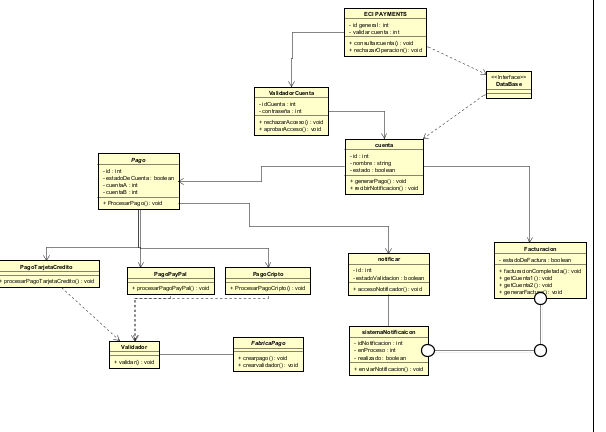 ECI PAYMENTS
- id general : int
- validar cuenta : int
+ consultarcuenta() : void
+ rechazarOperacion() : void
<<Interface>>
DataBase
ValidadorCuenta
- idCuenta : int
- contraseña : int
+ rechazarAcceso() : void
+ aprobarAcceso() : void
cuenta
- id : int
- nombre : string
- estado : boolean
+ generarPago() : void
+ recibirNotificacion() : void
Pago
- id : int
- estadoDeCuenta : boolean
- cuentaA : int
- cuentaB : int
+ ProcesarPago() : void
Facturacion
- estadoDeFactura : boolean
+ facturacionCompletada() : void
+ getCuenta1() : void
+ getCuenta2() : void
+ generarFactura() : void
notificar
- id : int
- estadoValidacion : boolean
+ accesoNotificador() : void
PagoTarjetaCredito
+ procesarPagoTarjetaCredito() : void
PagoPayPal
+ procesarPagoPayPal() : void
PagoCripto
+ ProcesarPagoCripto() : void
sistemaNotificaicon
- idNotificacion : int
- enProceso : int
- realizado : boolean
+ enviarNotificacion() : void
Validador
+ validar() : void
FabricaPago
+ crearpago() : void
+ crearvalidador() : void